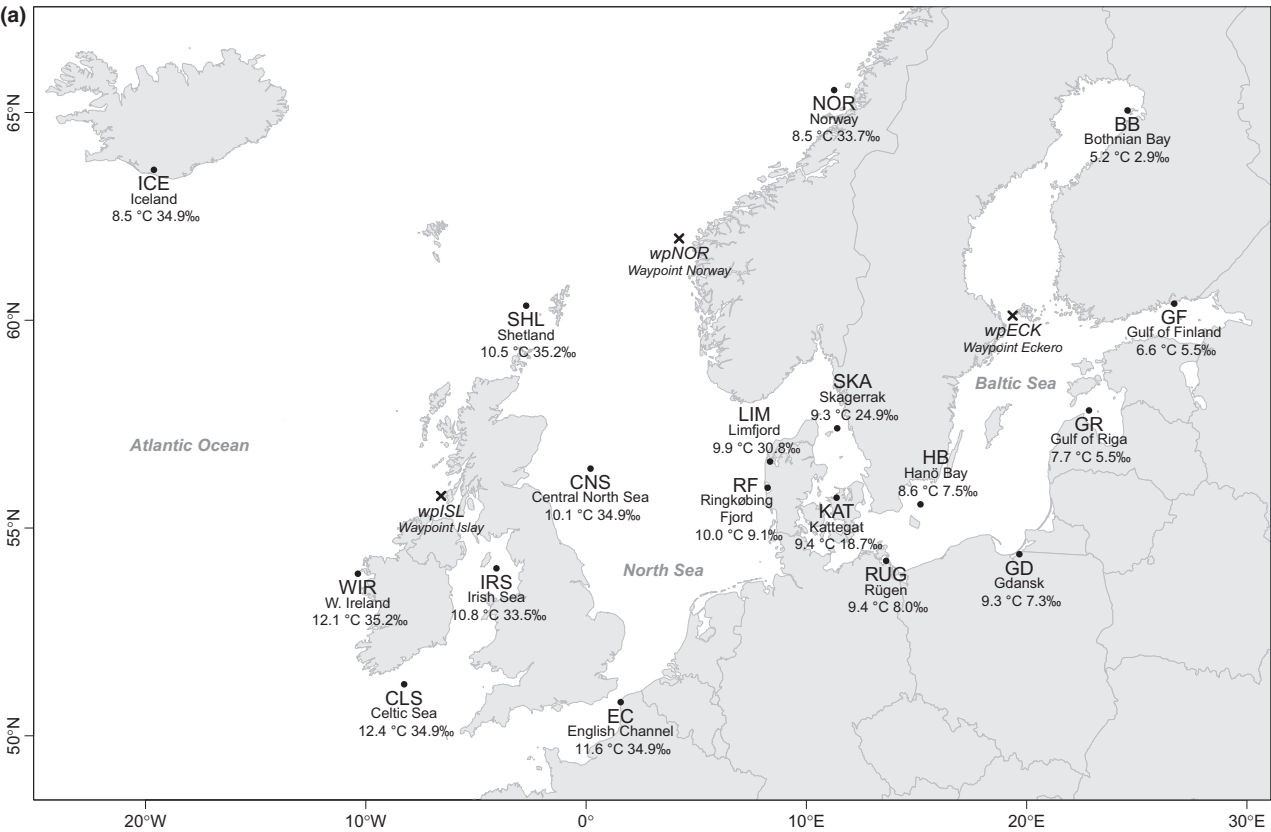 (a)
65°N
60°N
55°N
50°N
20°W
10°W
0°
10°E
20°E
30°E
NOR
Norway
8.5 °C 33.7‰
BB
Bothnian Bay
5.2 °C 2.9‰
ICE
Iceland
8.5 °C 34.9‰
wpNOR
Waypoint Norway
SHL
Shetland
10.5 °C 35.2‰
wpECK
Waypoint Eckero
GF
Gulf of Finland
6.6 °C 5.5‰
Baltic Sea
SKA
Skagerrak
9.3 °C 24.9‰
LIM
Limfjord
9.9 °C 30.8‰
GR
Gulf of Riga
7.7 °C 5.5‰
Atlantic Ocean
HB
Hanö Bay
8.6 °C 7.5‰
CNS
Central North Sea
10.1 °C 34.9‰
RF
Ringkøbing
Fjord
10.0 °C 9.1‰
KAT
Kattegat
9.4 °C 18.7‰
wpISL
Waypoint Islay
North Sea
WIR
W. Ireland
12.1 °C 35.2‰
IRS
Irish Sea
10.8 °C 33.5‰
RUG
Rügen
9.4 °C 8.0‰
GD
Gdansk
9.3 °C 7.3‰
CLS
Celtic Sea
12.4 °C 34.9‰
EC
English Channel
11.6 °C 34.9‰